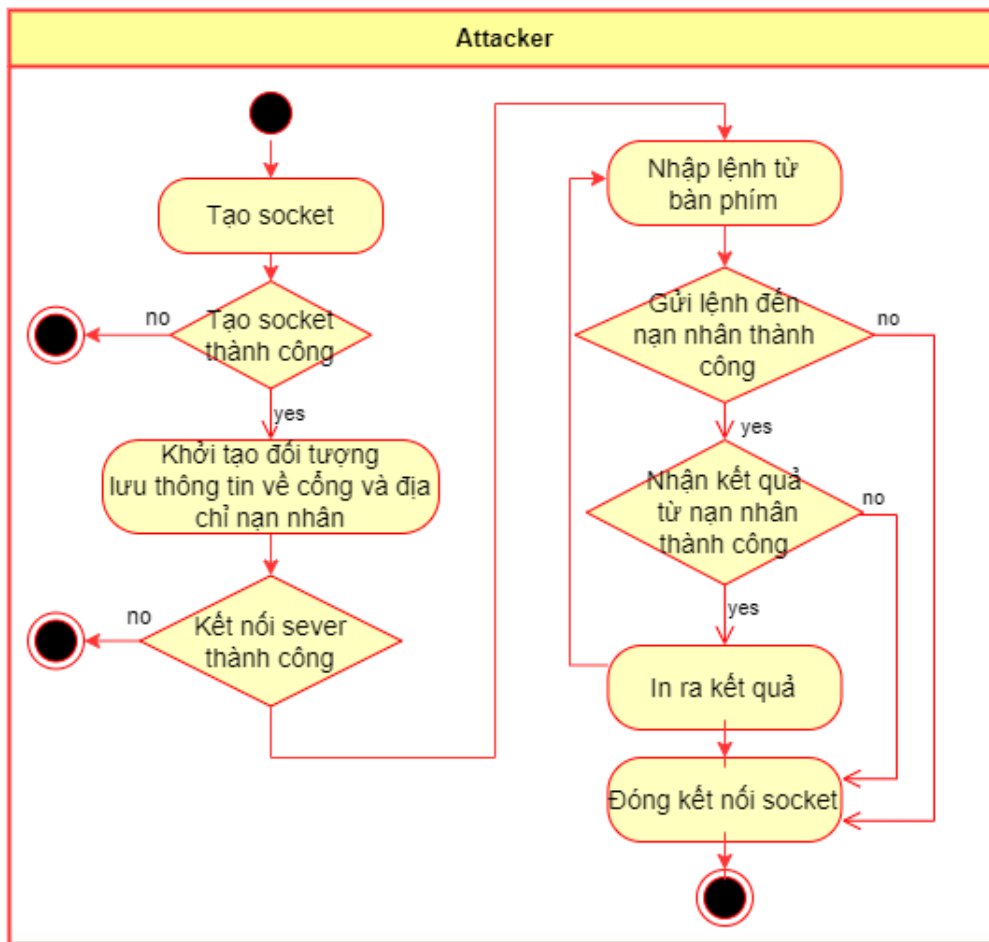 Attacker
Tạo socket
Tạo socket
thành công
no
yes
Khởi tạo đối tượng
lưu thông tin về cổng và địa
chỉ nạn nhân
Kết nối sever
thành công
no
Nhập lệnh từ
bàn phím
Gửi lệnh đến
nạn nhân thành
công
no
yes
Nhận kết quả
từ nạn nhân
thành công
no
yes
In ra kết quả
Đóng kết nối socket